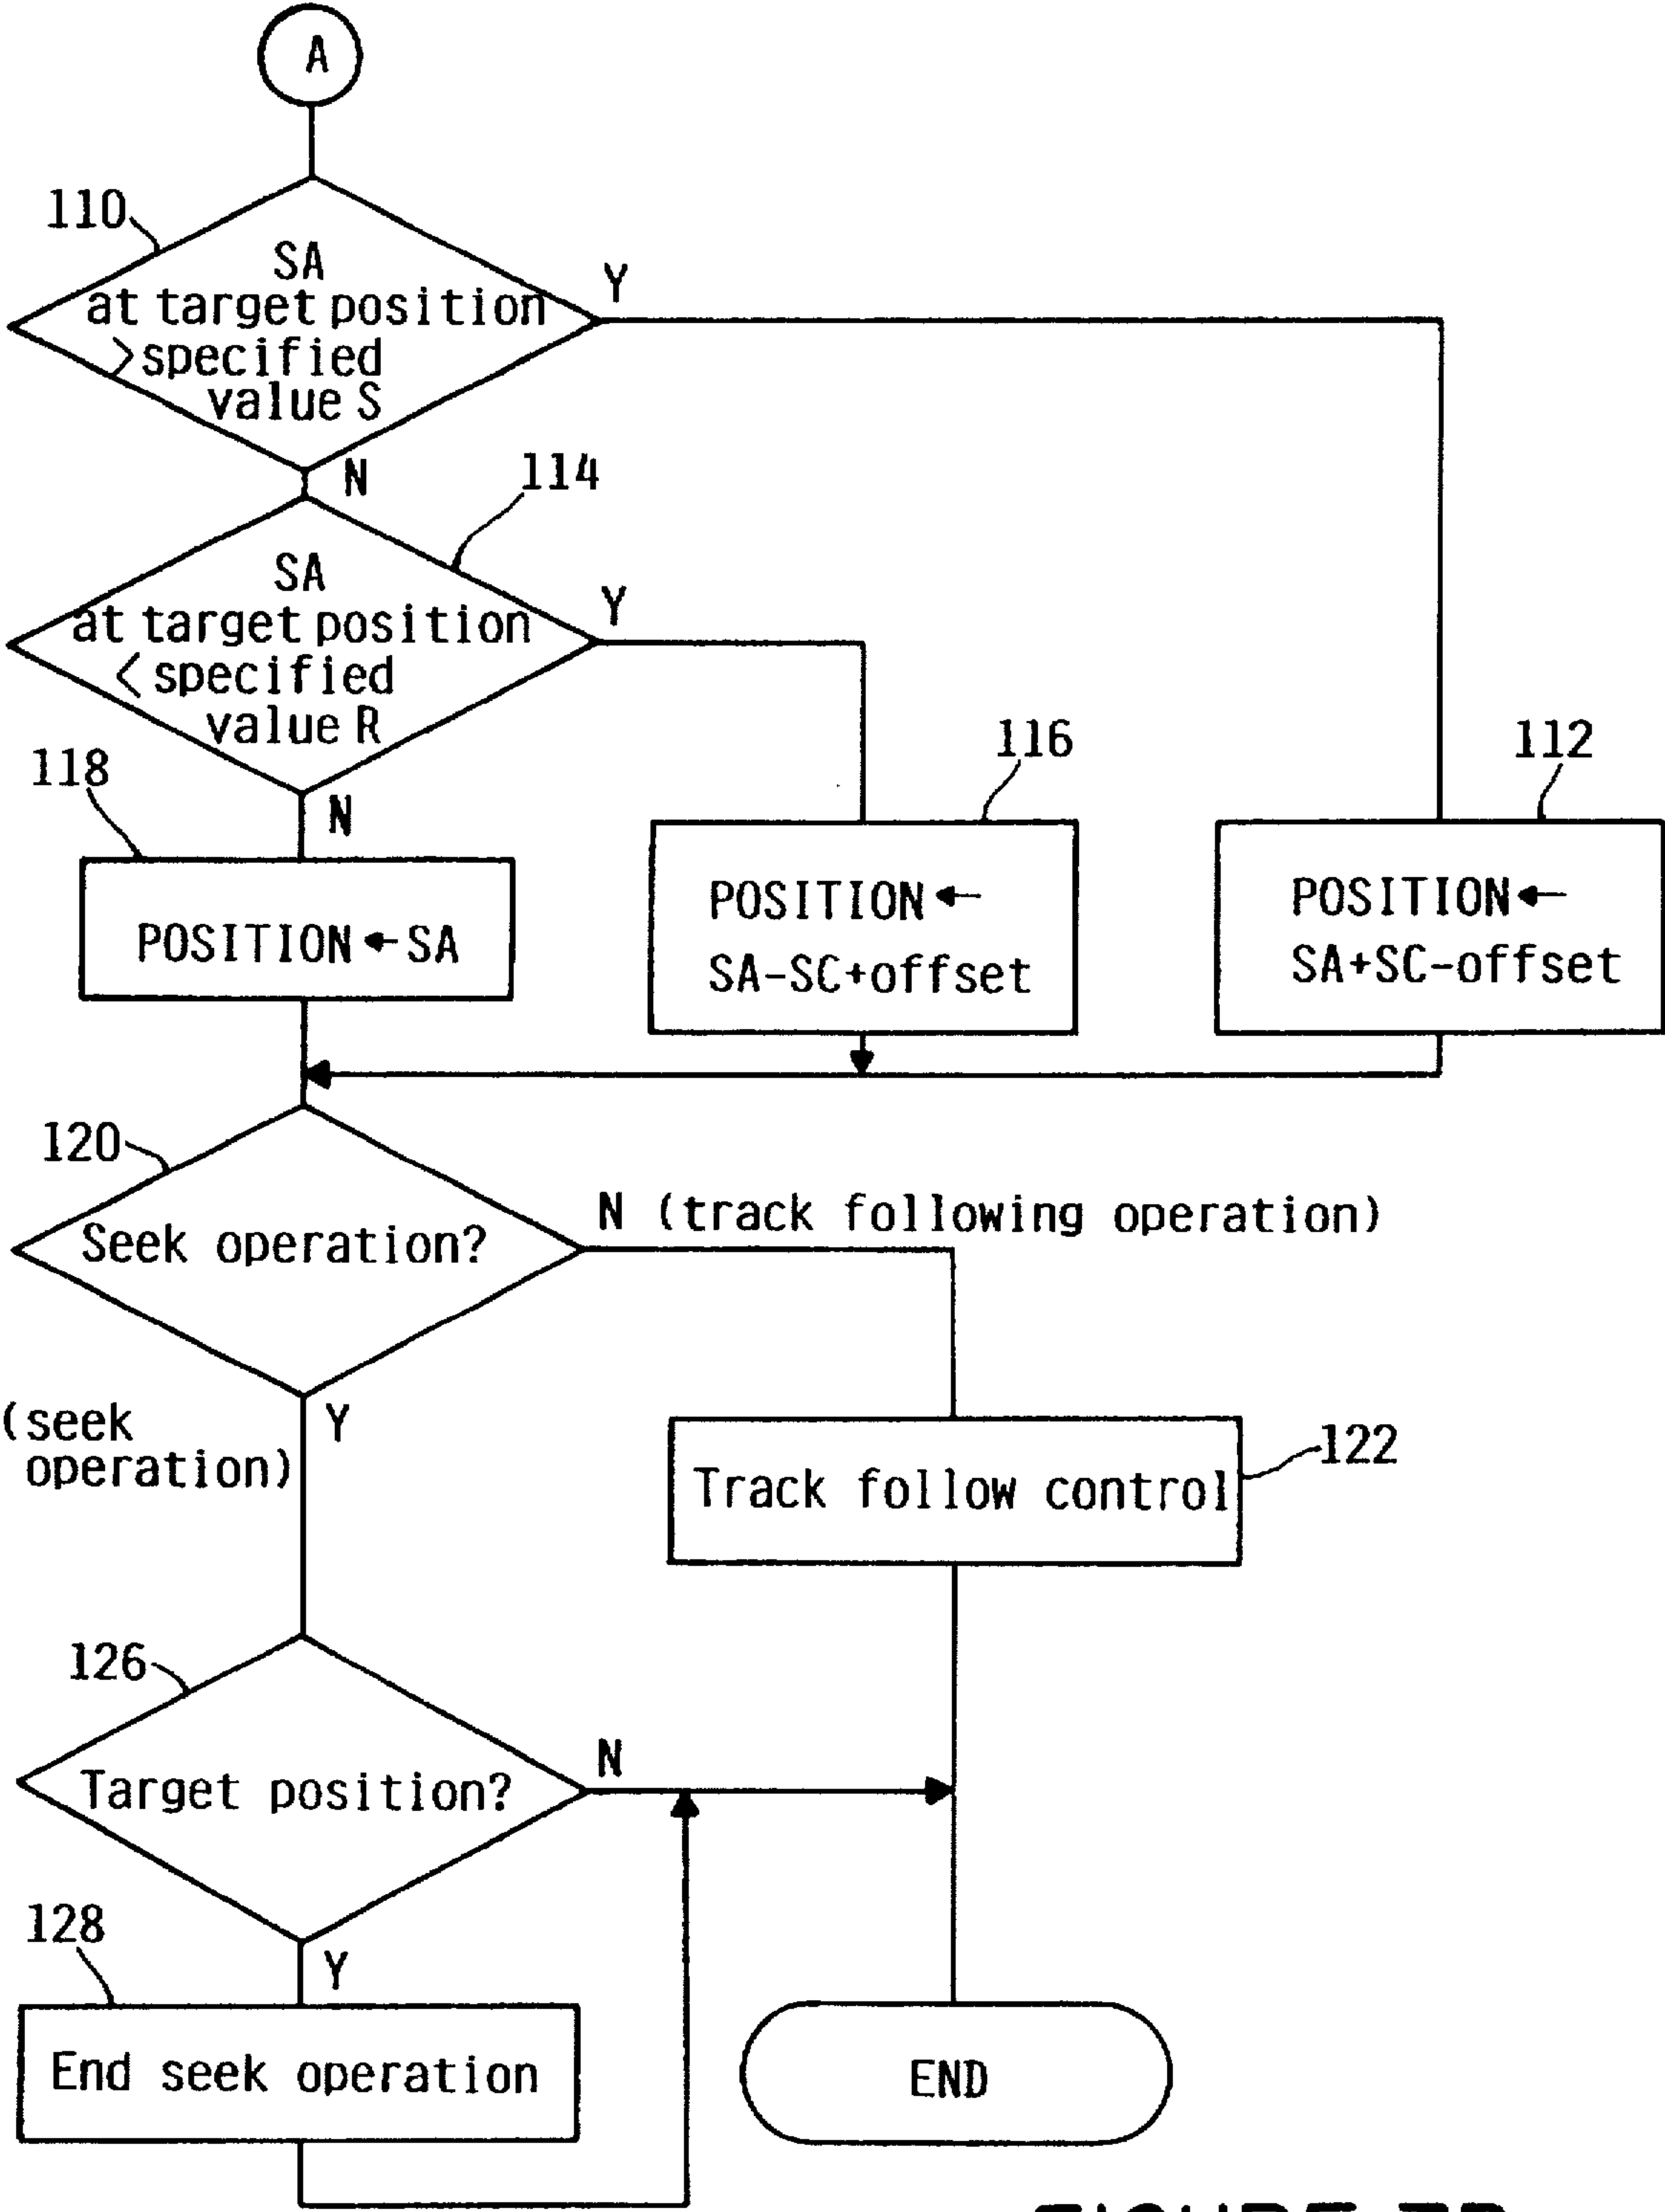 A
110
SA
at target position
>specified
value S
Y
N
114
SA
at target position
< specified
value R
Y
118
N
116
112
POSITION←SA
POSITION←
SA-SC+offset
POSITION←
SA+SC-offset
120
Seek operation?
N (track following operation)
(seek
operation)
Y
122
Track follow control
126
Target position?
N
128
Y
End seek operation
END